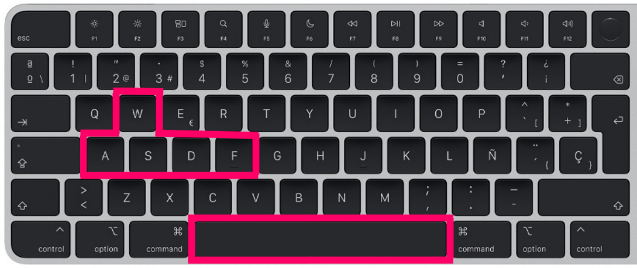 esc F1 F2 F3 F4 F5 F6 F7 F8 F9 F10 F11 F12
ª ! " · $ % & / ( ) = ? ¿
º \ 1 | 2 @ 3 # 4 5 6 7 8 9 0 ' ¡
Q W E € R T Y U I O P ^ ` [ * + ]
A S D F G H J K L Ñ ¨ ´ { Ç }
> < Z X C V B N M ; , : . _ -
control option command command option control